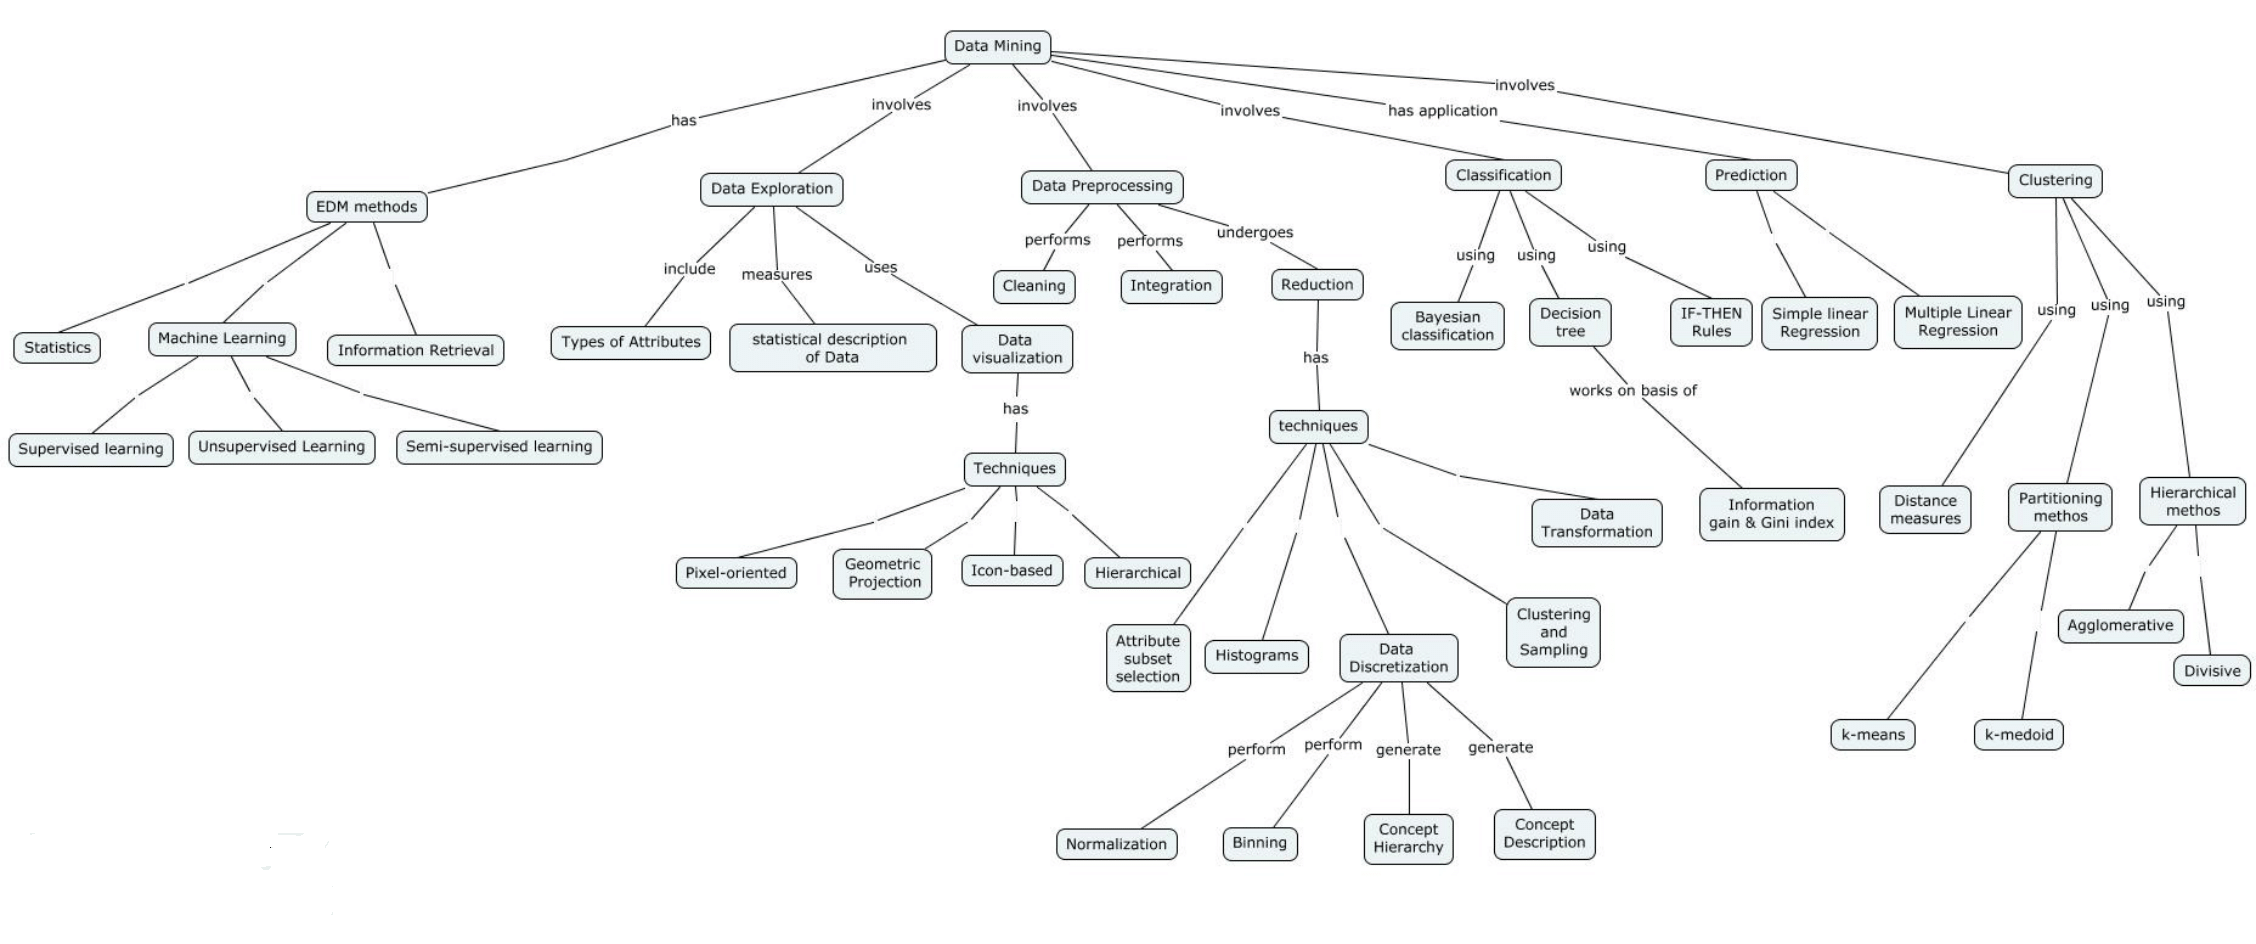 Data Mining
involves
has application
involves
involves
involves
has
Classification
Prediction
Clustering
Data Exploration
Data Preprocessing
EDM methods
performs
performs
undergoes
using
using
using
include
measures
uses
Cleaning
Integration
Reduction
using
using
using
Bayesian
classification
Decision
tree
IF-THEN
Rules
Simple linear
Regression
Multiple Linear
Regression
Statistics
Machine Learning
Information Retrieval
Types of Attributes
statistical description
of Data
Data
visualization
has
works on basis of
has
techniques
Supervised learning
Unsupervised Learning
Semi-supervised learning
Techniques
Data
Transformation
Information
gain & Gini index
Distance
measures
Partitioning
methos
Hierarchical
methos
Pixel-oriented
Geometric
Projection
Icon-based
Hierarchical
Attribute
subset
selection
Histograms
Data
Discretization
Clustering
and
Sampling
Agglomerative
Divisive
k-means
k-medoid
perform
perform
generate
generate
Normalization
Binning
Concept
Hierarchy
Concept
Description